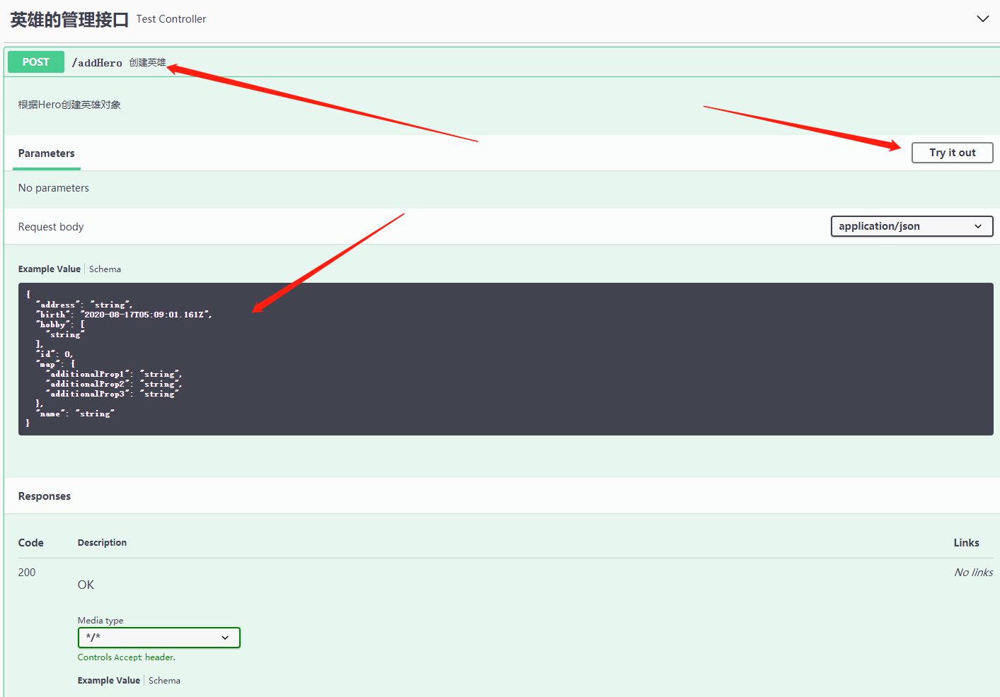 英雄的管理接口 Test Controller
POST /addHero 创建英雄
根据Hero创建英雄对象
Parameters
Try it out
No parameters
Request body
application/json
Example Value Schema
{
"address": "string",
"birth": "2020-08-17T05:09:01.161Z",
"hobby": [
"string"
],
"id": 0,
"map": {
"additionalProp1": "string",
"additionalProp2": "string",
"additionalProp3": "string"
},
"name": "string"
}
Responses
Code Description Links
200 No links
OK
Media type
*/*
Controls Accept header.
Example Value Schema